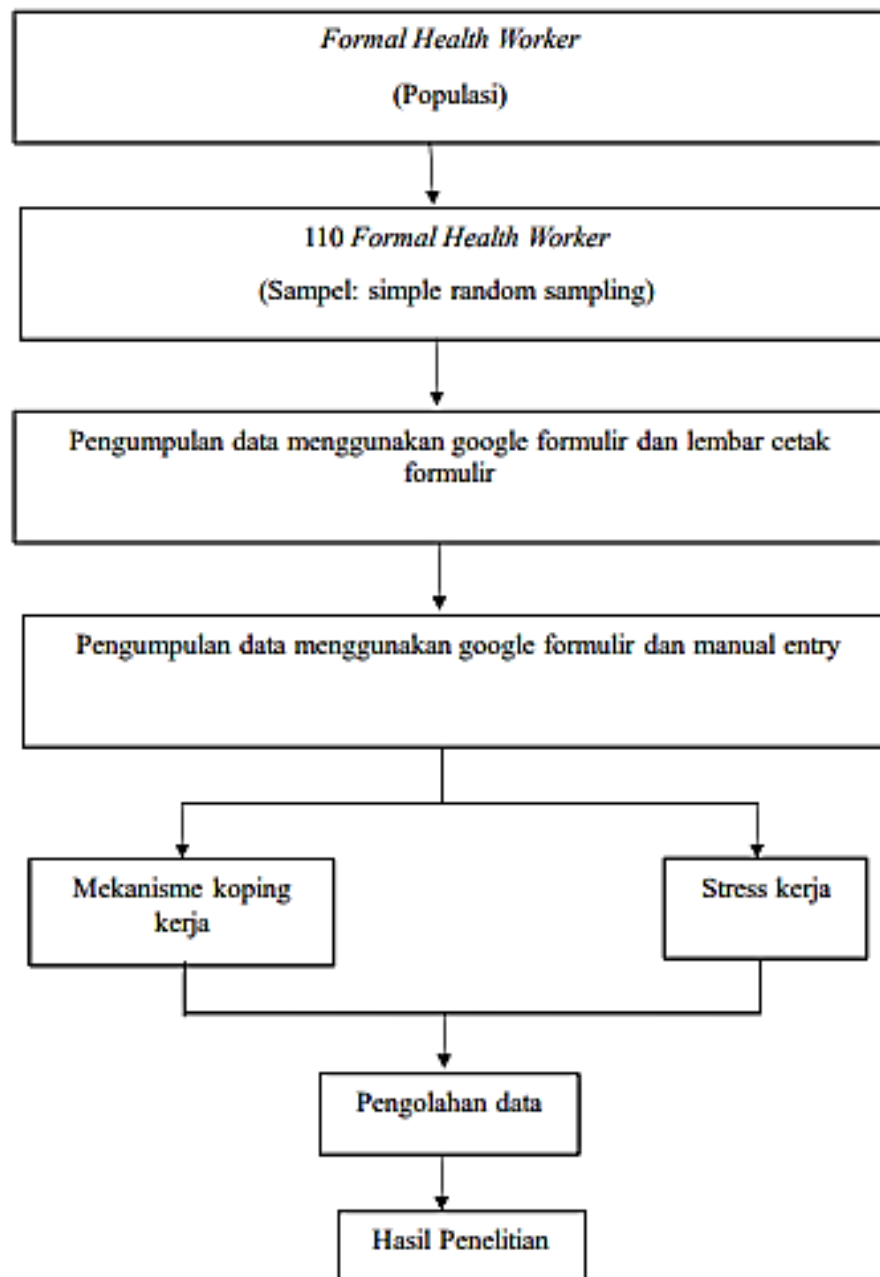 Formal Health Worker
(Populasi)
110 Formal Health Worker
(Sampel: simple random sampling)
Pengumpulan data menggunakan google formulir dan lembar cetak
formulir
Pengumpulan data menggunakan google formulir dan manual entry
Mekanisme koping
kerja
Stress kerja
Pengolahan data
Hasil Penelitian